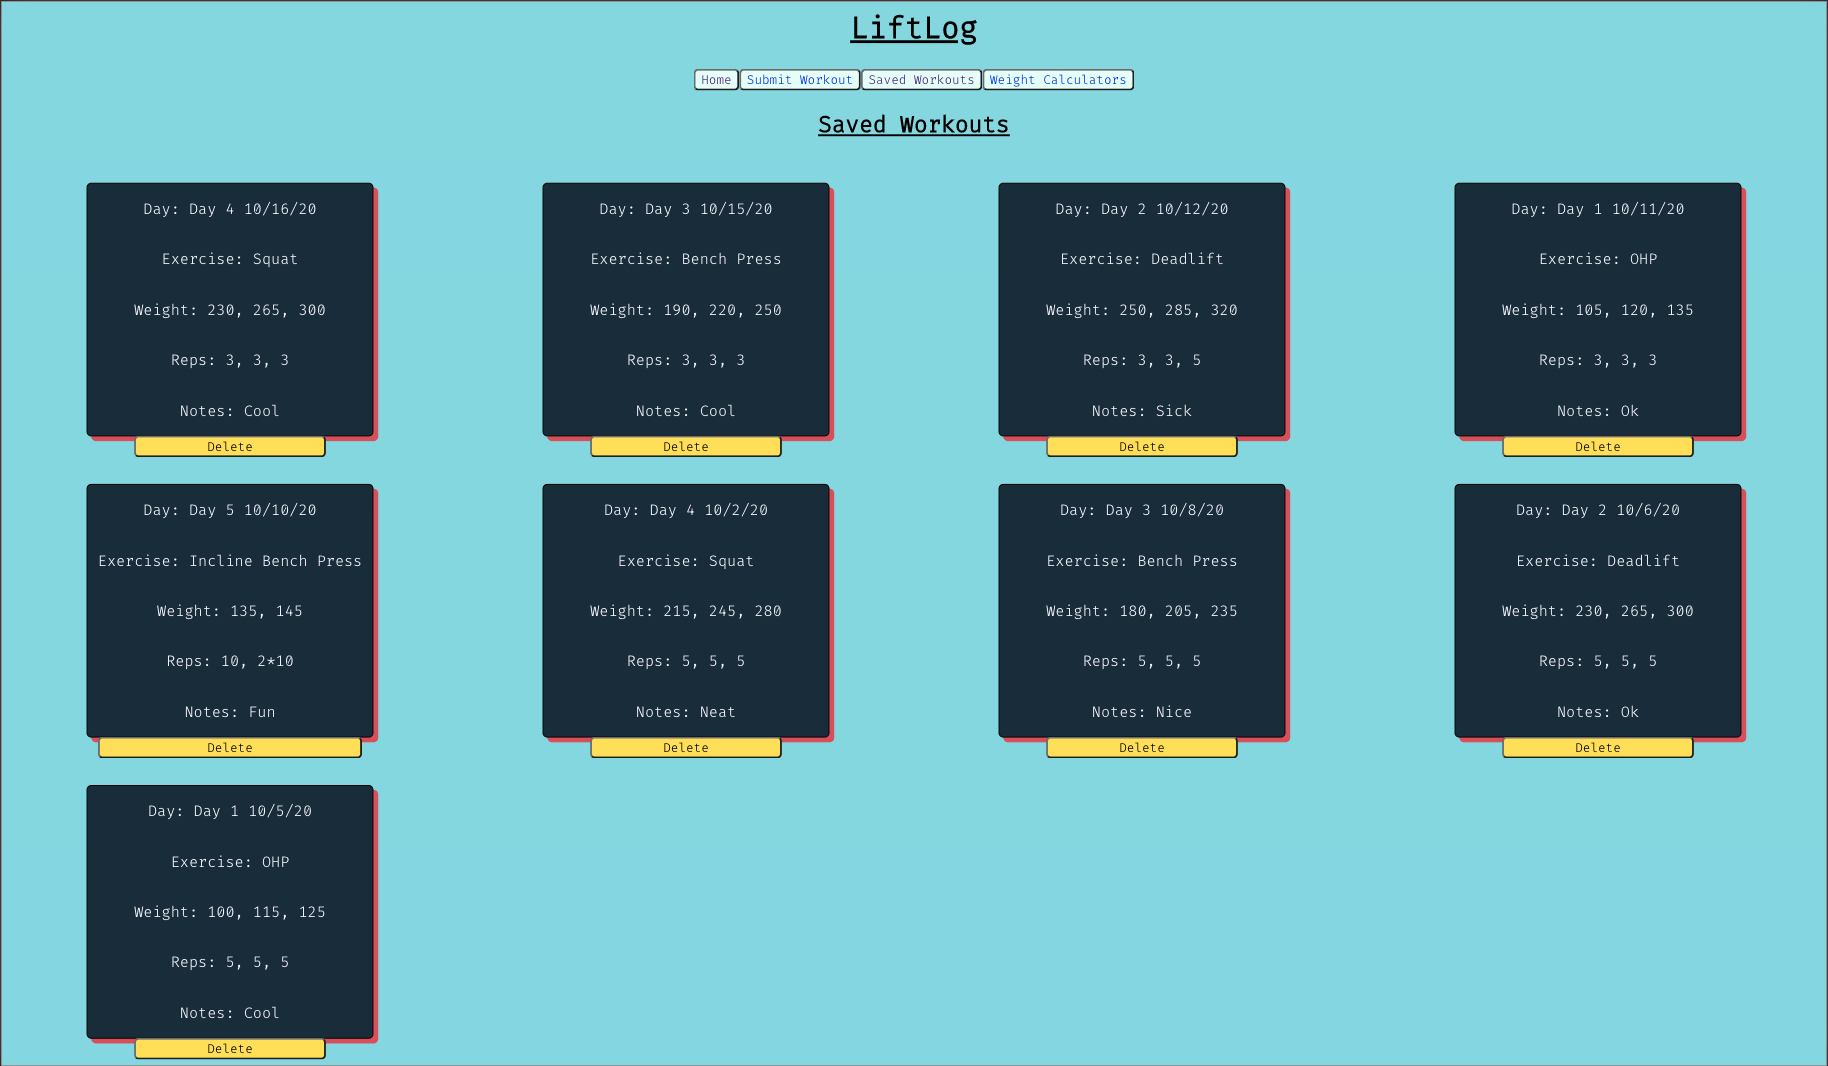 LiftLog
Home Submit Workout Saved Workouts Weight Calculators
Saved Workouts
Day: Day 4 10/16/20
Exercise: Squat
Weight: 230, 265, 300
Reps: 3, 3, 3
Notes: Cool
Delete
Day: Day 3 10/15/20
Exercise: Bench Press
Weight: 190, 220, 250
Reps: 3, 3, 3
Notes: Cool
Delete
Day: Day 2 10/12/20
Exercise: Deadlift
Weight: 250, 285, 320
Reps: 3, 3, 5
Notes: Sick
Delete
Day: Day 1 10/11/20
Exercise: OHP
Weight: 105, 120, 135
Reps: 3, 3, 3
Notes: Ok
Delete
Day: Day 5 10/10/20
Exercise: Incline Bench Press
Weight: 135, 145
Reps: 10, 2*10
Notes: Fun
Delete
Day: Day 4 10/2/20
Exercise: Squat
Weight: 215, 245, 280
Reps: 5, 5, 5
Notes: Neat
Delete
Day: Day 3 10/8/20
Exercise: Bench Press
Weight: 180, 205, 235
Reps: 5, 5, 5
Notes: Nice
Delete
Day: Day 2 10/6/20
Exercise: Deadlift
Weight: 230, 265, 300
Reps: 5, 5, 5
Notes: Ok
Delete
Day: Day 1 10/5/20
Exercise: OHP
Weight: 100, 115, 125
Reps: 5, 5, 5
Notes: Cool
Delete